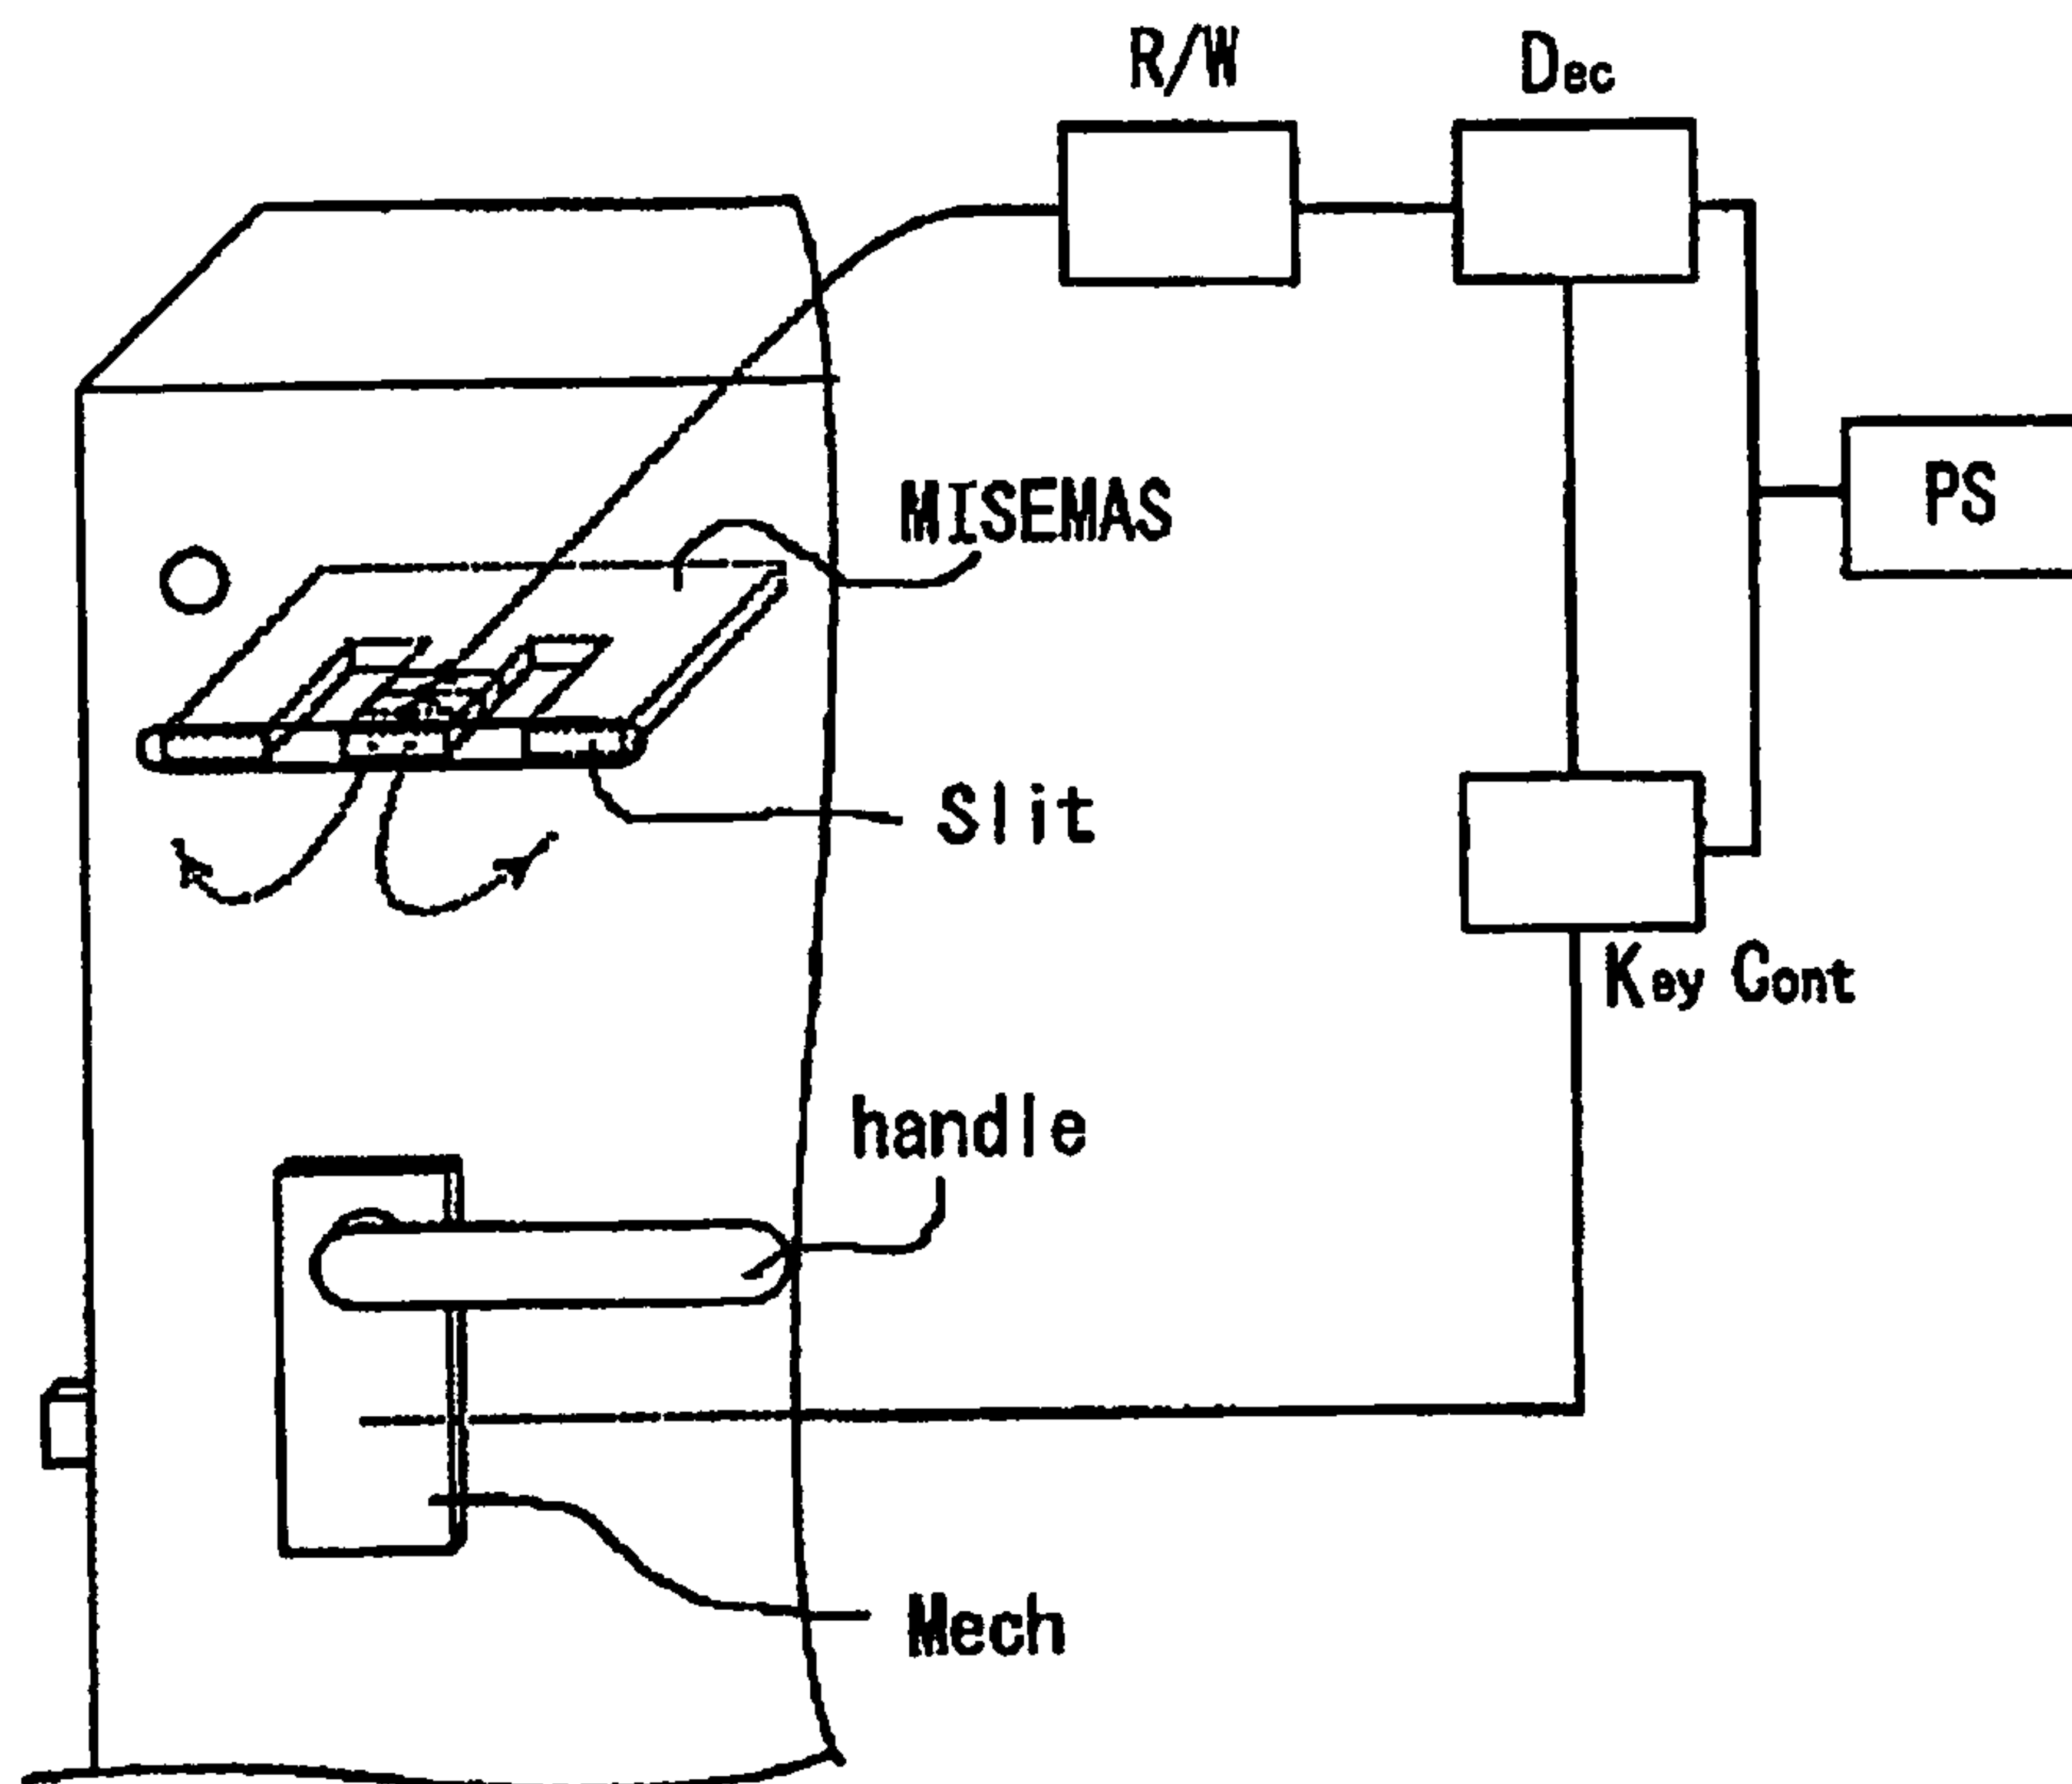 R/W
Dec
MISEMAS
PS
Slit
Key Cont
handle
Mech